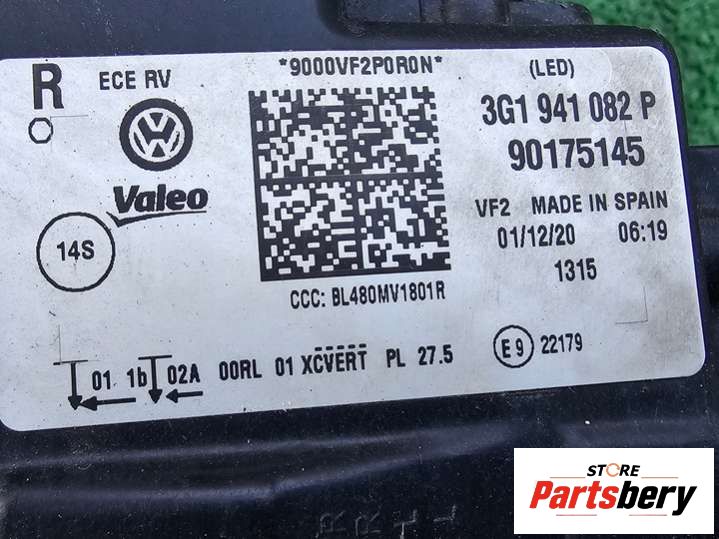 R
ECE RV
*9000VF2P0R0N*
(LED)
3G1 941 082 P
90175145
VW
Valeo
VF2 MADE IN SPAIN
01/12/20 06:19
1315
14S
CCC: BL480MV1801R
01 1b 02A 00RL 01 XCVERT PL 27.5
E9 22179
STORE
Partsbery